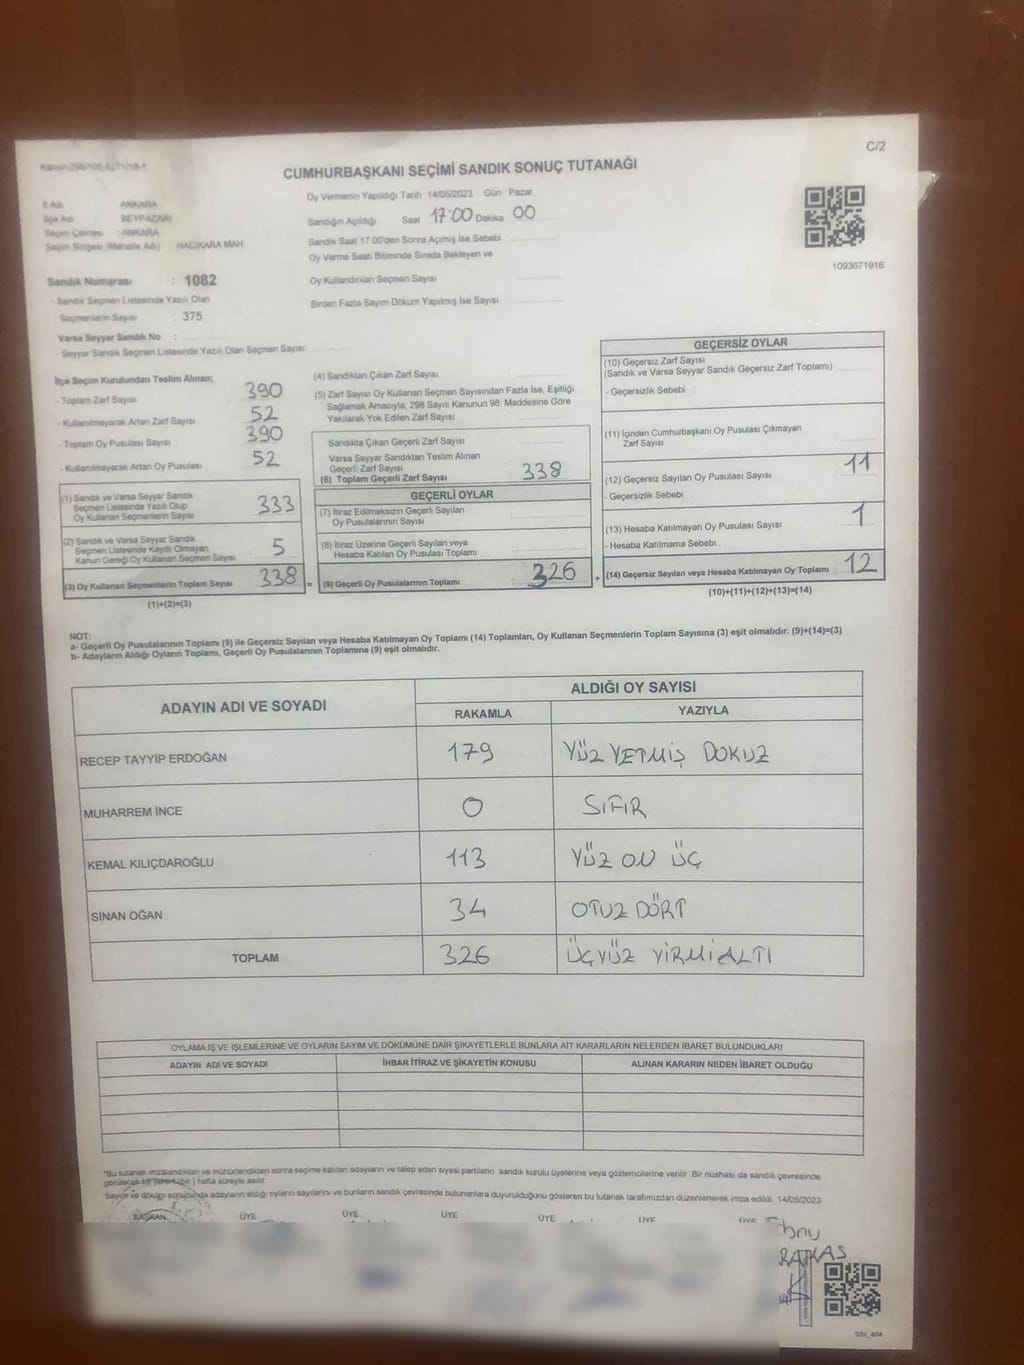 C/2
CUMHURBAŞKANI SEÇİMİ SANDIK SONUÇ TUTANAĞI
Oy Vermenin Yapıldığı Tarih 14/05/2023 Gün Pazar
Sandığın Açıldığı Saat 17:00 Dakika 00
Sandık Saat 17:00'den Sonra Açılmış İse Sebebi
Oy Verme Saati Bitiminde Sırada Bekleyen ve
Oy Kullandırılan Seçmen Sayısı
Birden Fazla Sayım Döküm Yapılmış İse Sayısı
1093671916
İl Adı : ANKARA
İlçe Adı : BEYPAZARI
Seçim Çevresi : ANKARA
Seçim Bölgesi (Mahalle Adı) : HACIKARA MAH
Sandık Numarası : 1082
- Sandık Seçmen Listesinde Yazılı Olan
Seçmenlerin Sayısı : 375
Varsa Seyyar Sandık No :
- Seyyar Sandık Seçmen Listesinde Yazılı Olan Seçmen Sayısı:
İlçe Seçim Kurulundan Teslim Alınan;
- Toplam Zarf Sayısı 390
- Kullanılmayarak Artan Zarf Sayısı 52
- Toplam Oy Pusulası Sayısı 390
- Kullanılmayarak Artan Oy Pusulası 52
(1) Sandık ve Varsa Seyyar Sandık
Seçmen Listesinde Yazılı Olup
Oy Kullanan Seçmenlerin Sayısı 333
(2) Sandık ve Varsa Seyyar Sandık
Seçmen Listesinde Kayıtlı Olmayan
Kanun Gereği Oy Kullanan Seçmen Sayısı 5
(3) Oy Kullanan Seçmenlerin Toplam Sayısı 338 =
(1)+(2)=(3)
(4) Sandıktan Çıkan Zarf Sayısı
(5) Zarf Sayısı Oy Kullanan Seçmen Sayısından Fazla İse, Eşitliği
Sağlamak Amacıyla, 298 Sayılı Kanunun 98. Maddesine Göre
Yakılarak Yok Edilen Zarf Sayısı
Sandıkta Çıkan Geçerli Zarf Sayısı
Varsa Seyyar Sandıktan Teslim Alınan
Geçerli Zarf Sayısı
(6) Toplam Geçerli Zarf Sayısı 338
GEÇERLİ OYLAR
(7) İtiraz Edilmeksizin Geçerli Sayılan
Oy Pusulalarının Sayısı
(8) İtiraz Üzerine Geçerli Sayılan veya
Hesaba Katılan Oy Pusulası Toplamı
(9) Geçerli Oy Pusulalarının Toplamı 326 +
GEÇERSİZ OYLAR
(10) Geçersiz Zarf Sayısı
(Sandık ve Varsa Seyyar Sandık Geçersiz Zarf Toplamı)
- Geçersizlik Sebebi :
(11) İçinden Cumhurbaşkanı Oy Pusulası Çıkmayan
Zarf Sayısı
(12) Geçersiz Sayılan Oy Pusulası Sayısı 11
- Geçersizlik Sebebi :
(13) Hesaba Katılmayan Oy Pusulası Sayısı 1
- Hesaba Katılmama Sebebi :
(14) Geçersiz Sayılan veya Hesaba Katılmayan Oy Toplamı 12
(10)+(11)+(12)+(13)=(14)
NOT:
a- Geçerli Oy Pusulalarının Toplamı (9) ile Geçersiz Sayılan veya Hesaba Katılmayan Oy Toplamı (14) Toplamları, Oy Kullanan Seçmenlerin Toplam Sayısına (3) eşit olmalıdır. (9)+(14)=(3)
b- Adayların Aldığı Oyların Toplamı, Geçerli Oy Pusulalarının Toplamına (9) eşit olmalıdır.
ADAYIN ADI VE SOYADI ALDIĞI OY SAYISI
RAKAMLA YAZIYLA
RECEP TAYYİP ERDOĞAN 179 YÜZ YETMİŞ DOKUZ
MUHARREM İNCE 0 SIFIR
KEMAL KILIÇDAROĞLU 113 YÜZ ON ÜÇ
SİNAN OĞAN 34 OTUZ DÖRT
TOPLAM 326 ÜÇYÜZ YİRMİ ALTI
OYLAMA İŞ VE İŞLEMLERİNE VE OYLARIN SAYIM VE DÖKÜMÜNE DAİR ŞİKAYETLERLE BUNLARA AİT KARARLARIN NELERDEN İBARET BULUNDUKLARI
ADAYIN ADI VE SOYADI İHBAR İTİRAZ VE ŞİKAYETİN KONUSU ALINAN KARARIN NEDEN İBARET OLDUĞU
*Bu tutanak imzalandıktan ve mühürlendikten sonra seçime katılan adayların ve talep eden siyasi partilerin sandık kurulu üyelerine veya gözlemcilerine verilir. Bir nüshası da sandık çevresinde
görülecek bir yere bir hafta süreyle asılır.
Sayım ve döküm sonucunda adayların aldığı oyların sayılarını ve bunların sandık çevresinde bulunanlara duyurulduğunu gösteren bu tutanak tarafımızdan düzenlenerek imza edildi. 14/05/2023
BAŞKAN ÜYE ÜYE ÜYE ÜYE ÜYE ÜYE